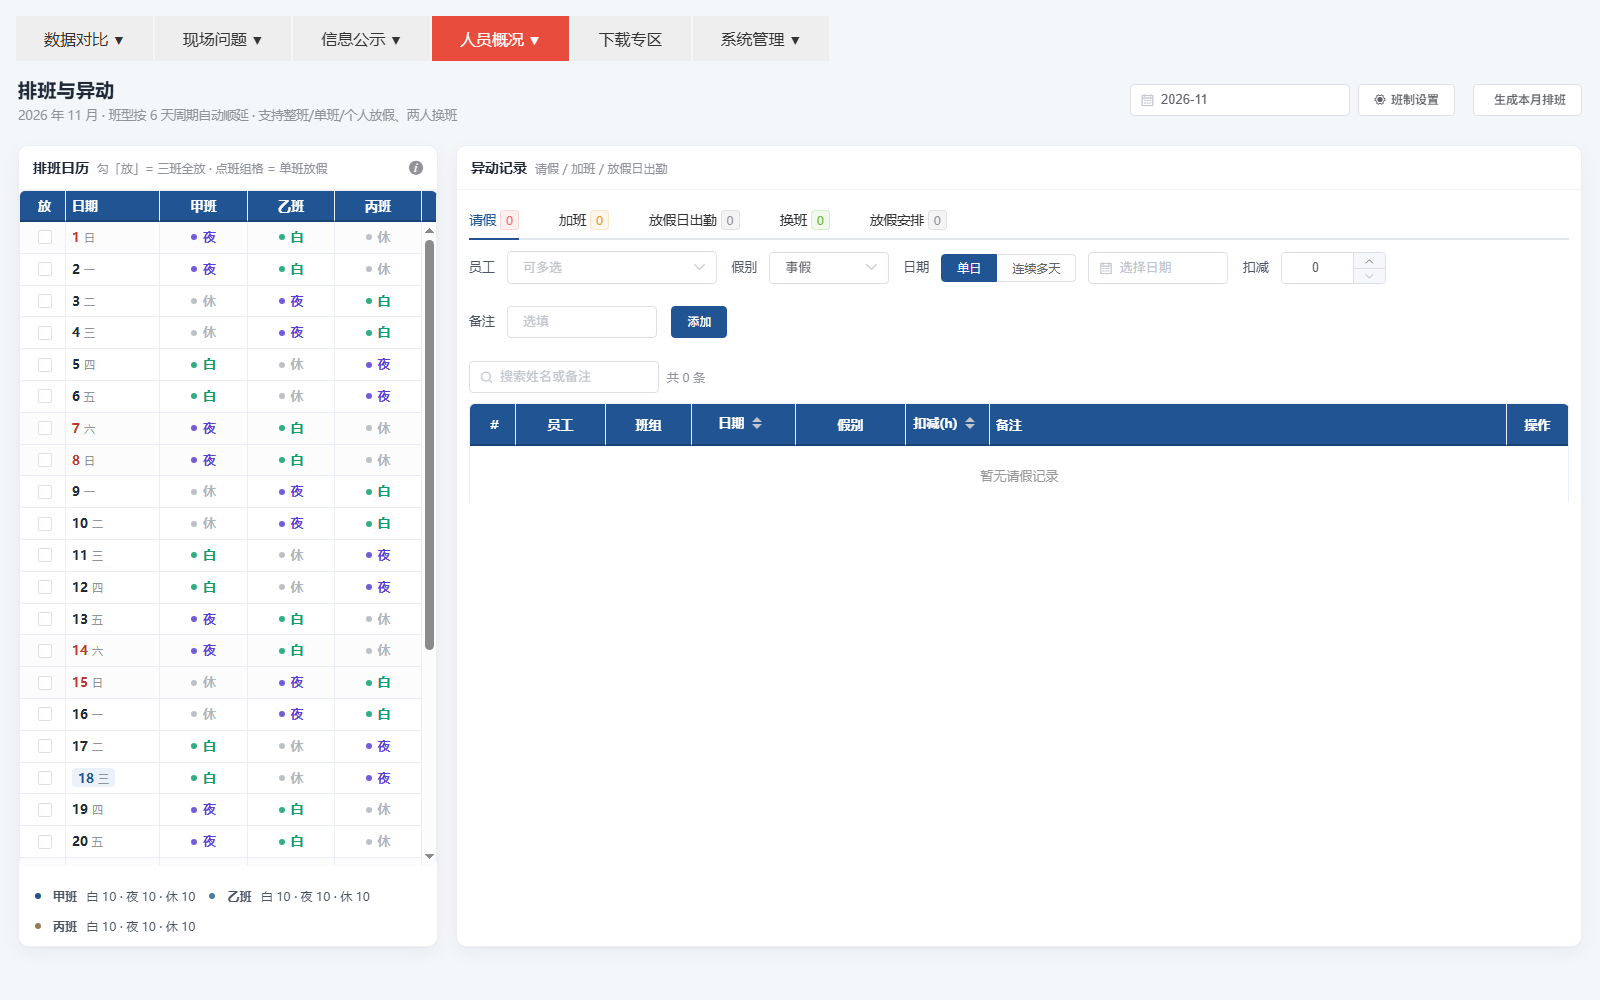 数据对比 ▼ 现场问题 ▼ 信息公示 ▼ 人员概况 ▼ 下载专区 系统管理 ▼
排班与异动
2026 年 11 月 · 班型按 6 天周期自动顺延 · 支持整班/单班/个人放假、两人换班
2026-11 班制设置 生成本月排班
排班日历 勾「放」= 三班全放 · 点班组格 = 单班放假
放 日期 甲班 乙班 丙班
1 日 夜 白 休
2 一 夜 白 休
3 二 休 夜 白
4 三 休 夜 白
5 四 白 休 夜
6 五 白 休 夜
7 六 夜 白 休
8 日 夜 白 休
9 一 休 夜 白
10 二 休 夜 白
11 三 白 休 夜
12 四 白 休 夜
13 五 夜 白 休
14 六 夜 白 休
15 日 休 夜 白
16 一 休 夜 白
17 二 白 休 夜
18 三 白 休 夜
19 四 夜 白 休
20 五 夜 白 休
甲班 白 10 · 夜 10 · 休 10 乙班 白 10 · 夜 10 · 休 10
丙班 白 10 · 夜 10 · 休 10
异动记录 请假 / 加班 / 放假日出勤
请假 0 加班 0 放假日出勤 0 换班 0 放假安排 0
员工 可多选 假别 事假 日期 单日 连续多天 选择日期 扣减 0
备注 选填 添加
搜索姓名或备注 共 0 条
# 员工 班组 日期 假别 扣减(h) 备注 操作
暂无请假记录